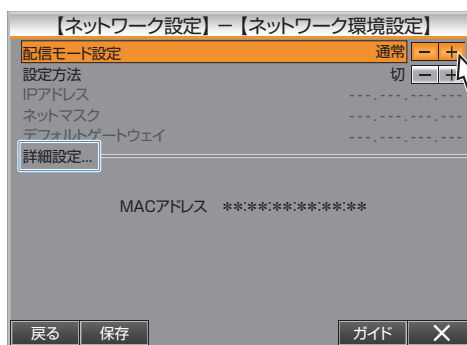 【ネットワーク設定】－【ネットワーク環境設定】
配信モード設定 通常 － ＋
設定方法 切 － ＋
IPアドレス ---.---.---.---
ネットマスク ---.---.---.---
デフォルトゲートウェイ ---.---.---.---
詳細設定...
MACアドレス **:**:**:**:**:**
戻る 保存 ガイド ×